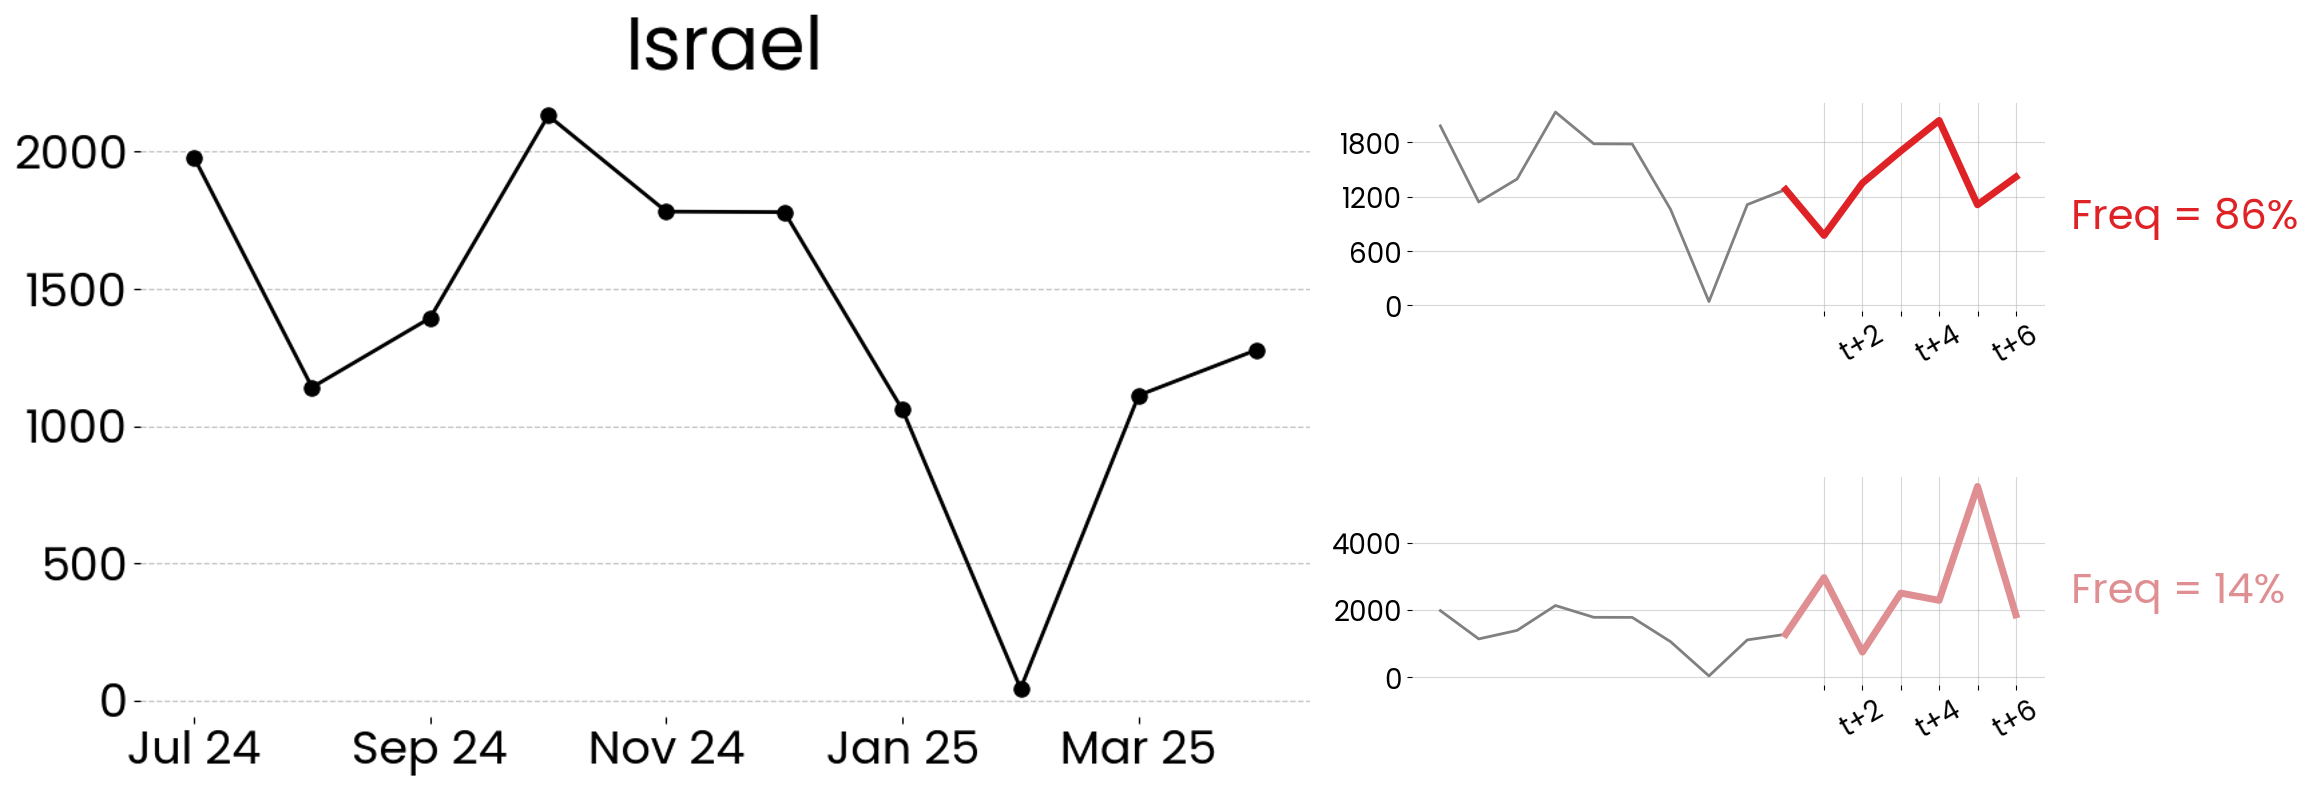 Israel
2000
1500
1000
500
0
Jul 24
Sep 24
Nov 24
Jan 25
Mar 25
1800
1200
600
0
t+2
t+4
t+6
Freq = 86%
4000
2000
0
t+2
t+4
t+6
Freq = 14%